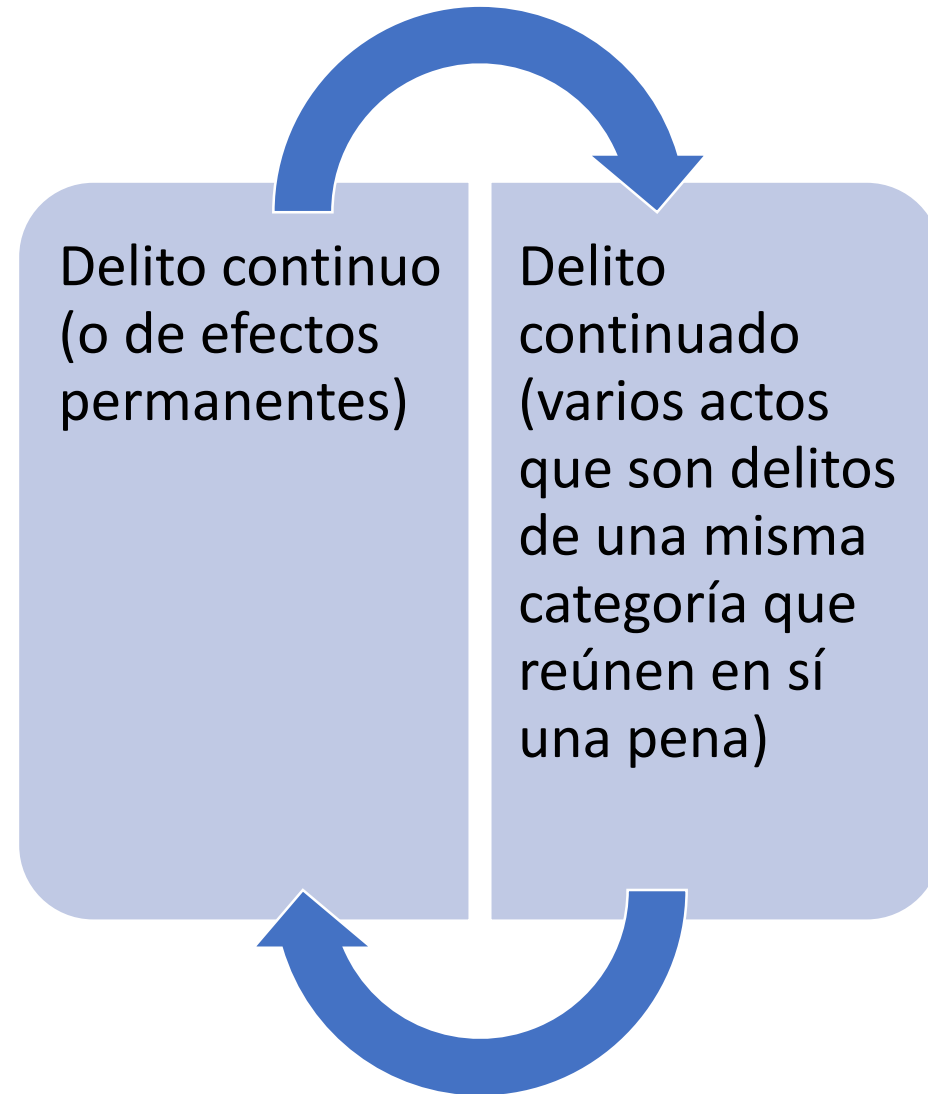 Delito continuo
(o de efectos
permanentes)
Delito
continuado
(varios actos
que son delitos
de una misma
categoría que
reúnen en sí
una pena)